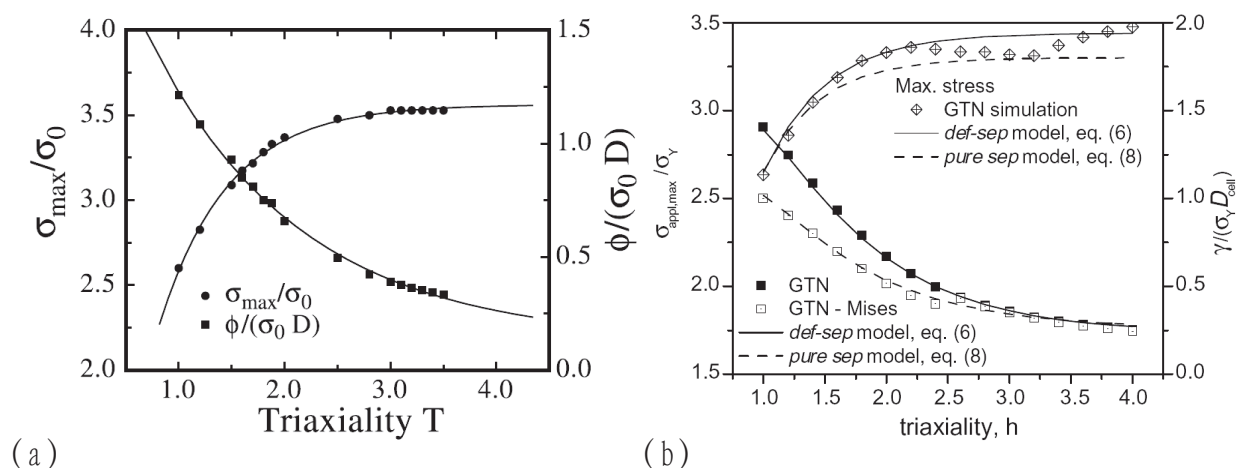 4.0
3.5
3.0
2.5
2.0
σmax/σ0
1.5
1.0
0.5
0.0
ϕ/(σ0 D)
σmax/σ0
ϕ/(σ0 D)
1.0 2.0 3.0 4.0
Triaxiality T
(a)
3.5
3.0
2.5
2.0
1.5
σappl,max/σY
2.0
1.5
1.0
0.5
0.0
γ/(σYDcell)
Max. stress
GTN simulation
def-sep model, eq. (6)
pure sep model, eq. (8)
GTN
GTN - Mises
def-sep model, eq. (6)
pure sep model, eq. (8)
1.0 1.5 2.0 2.5 3.0 3.5 4.0
triaxiality, h
(b)